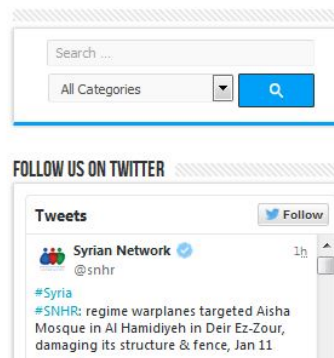 Search ...
All Categories
FOLLOW US ON TWITTER
Tweets
Follow
Syrian Network
1h
@snhr
#Syria
#SNHR: regime warplanes targeted Aisha
Mosque in Al Hamidiyeh in Deir Ez-Zour,
damaging its structure & fence, Jan 11